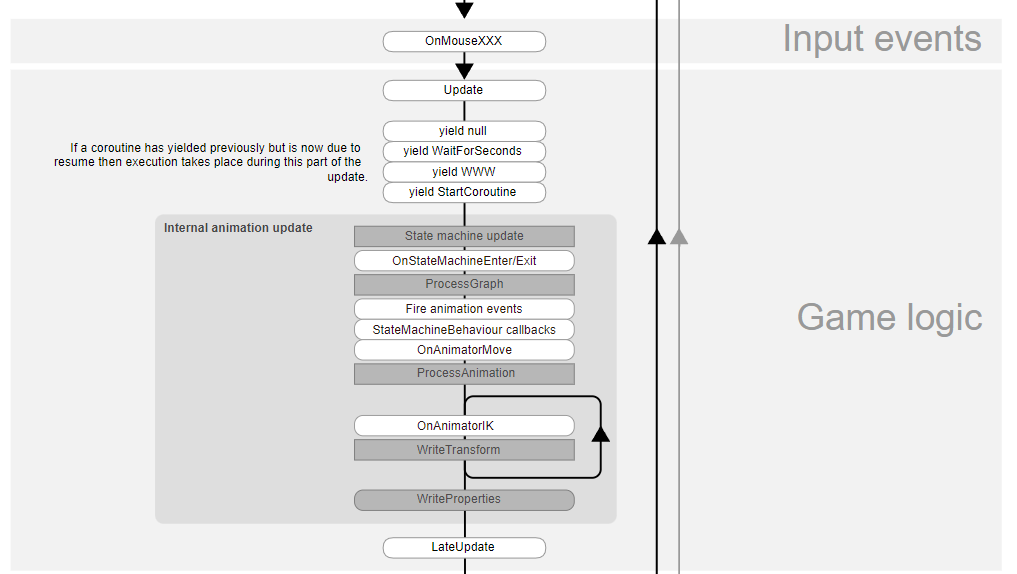 OnMouseXXX
Input events
Update
If a coroutine has yielded previously but is now due to
resume then execution takes place during this part of the
update.
yield null
yield WaitForSeconds
yield WWW
yield StartCoroutine
Internal animation update
State machine update
OnStateMachineEnter/Exit
ProcessGraph
Fire animation events
StateMachineBehaviour callbacks
OnAnimatorMove
ProcessAnimation
OnAnimatorIK
WriteTransform
WriteProperties
LateUpdate
Game logic